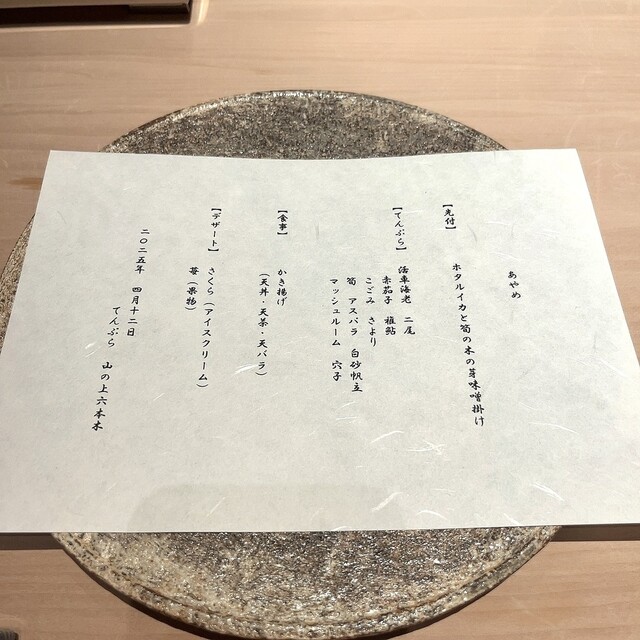 あやめ
【先付】
ホタルイカと筍の木の芽味噌掛け
【てんぷら】
活車海老 二尾
赤茄子 稚鮎
こごみ さより
筍 アスパラ 白砂帆立
マッシュルーム 穴子
【食事】
かき揚げ
(天丼・天茶・天バラ)
【デザート】
さくら(アイスクリーム)
苺(果物)
二〇二五年 四月十二日
てんぷら 山の上六本木